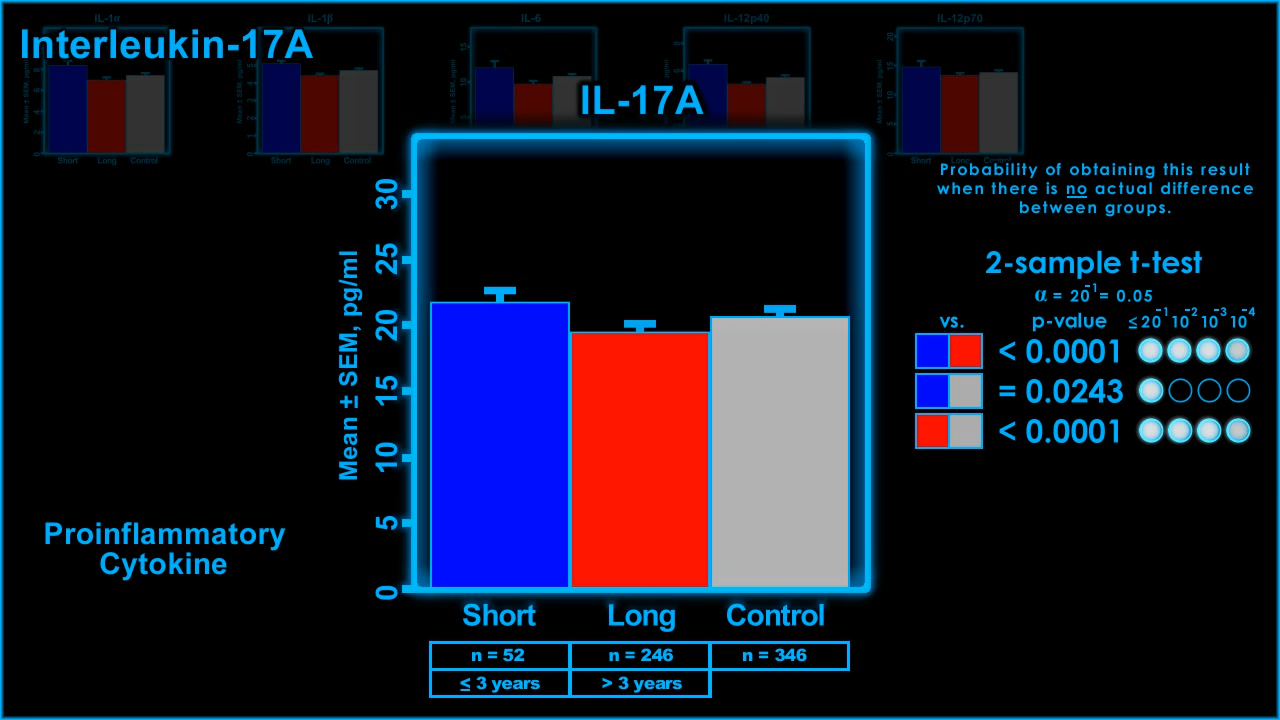 IL-1α
IL-1β
IL-6
IL-12p40
IL-12p70
Interleukin-17A
IL-17A
Short Long Control
Short Long Control
Short
Probability of obtaining this result
when there is no actual difference
between groups.
30
25
20
15
10
5
0
Mean ± SEM, pg/ml
2-sample t-test
α = 20⁻¹ = 0.05
vs. p-value ≤ 20⁻¹ 10⁻² 10⁻³ 10⁻⁴
< 0.0001
= 0.0243
< 0.0001
Proinflammatory
Cytokine
Short Long Control
n = 52 n = 246 n = 346
≤ 3 years > 3 years